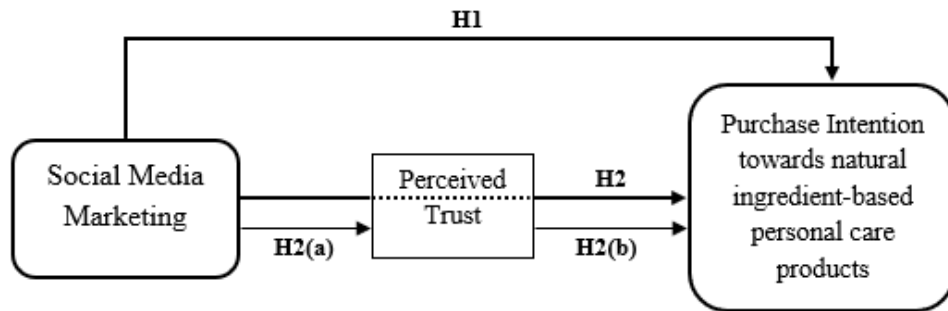 H1
Social Media
Marketing
Perceived
Trust
H2
H2(a)
H2(b)
Purchase Intention
towards natural
ingredient-based
personal care
products